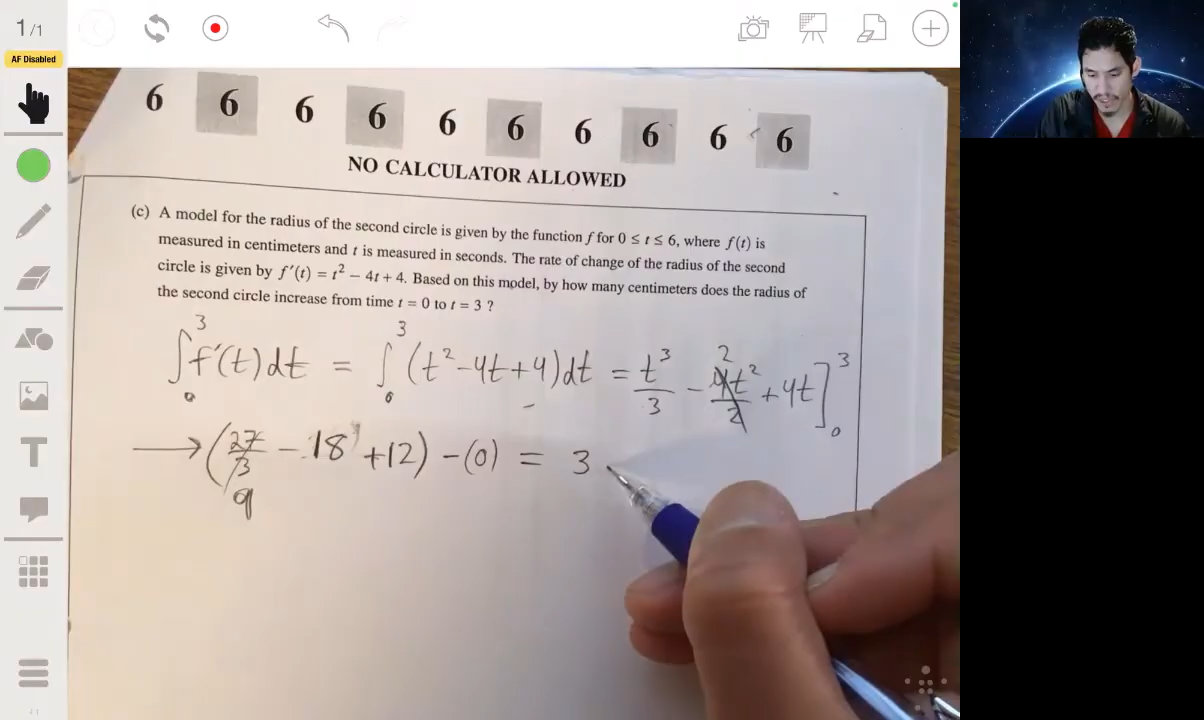 1/1
AF Disabled
6 6 6 6 6 6 6 6 6 6
NO CALCULATOR ALLOWED
(c) A model for the radius of the second circle is given by the function f for 0 ≤ t ≤ 6, where f(t) is
measured in centimeters and t is measured in seconds. The rate of change of the radius of the second
circle is given by f′(t) = t² − 4t + 4. Based on this model, by how many centimeters does the radius of
the second circle increase from time t = 0 to t = 3 ?
∫₀³ f′(t) dt = ∫₀³ (t² − 4t + 4) dt = t³/3 − 4t²/2 2 + 4t ]₀³
→ (27/3 − 18 + 12) − (0) = 3
9
T